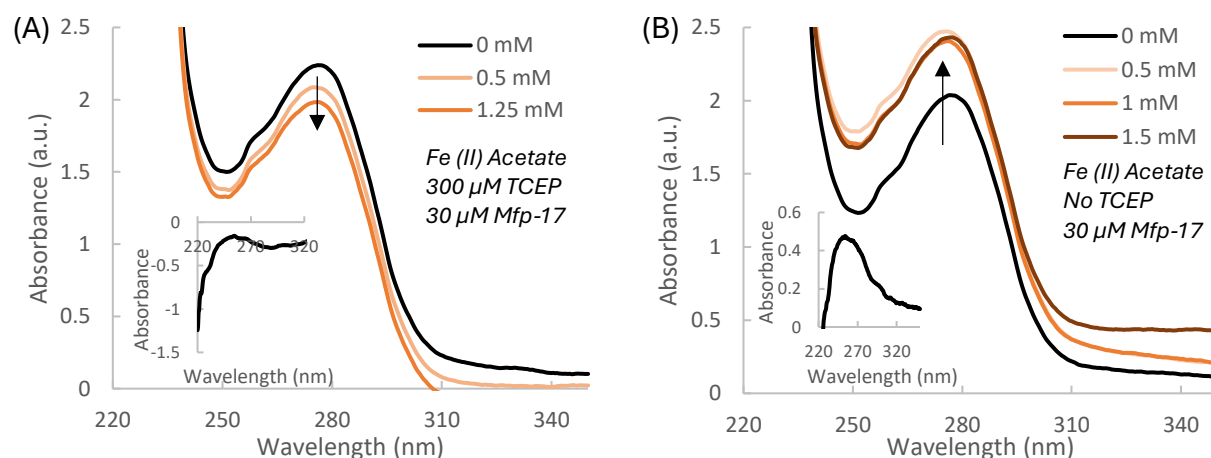 (A)
2.5
2
1.5
1
0.5
0
Absorbance (a.u.)
220 250 280 310 340
Wavelength (nm)
0 mM
0.5 mM
1.25 mM
Fe (II) Acetate
300 µM TCEP
30 µM Mfp-17
0
-0.5
-1
-1.5
220 270 320
Absorbance
Wavelength (nm)
(B)
2.5
2
1.5
1
0.5
0
Absorbance (a.u.)
220 250 280 310 340
Wavelength (nm)
0 mM
0.5 mM
1 mM
1.5 mM
Fe (II) Acetate
No TCEP
30 µM Mfp-17
0.6
0.4
0.2
0
220 270 320
Absorbance
Wavelength (nm)